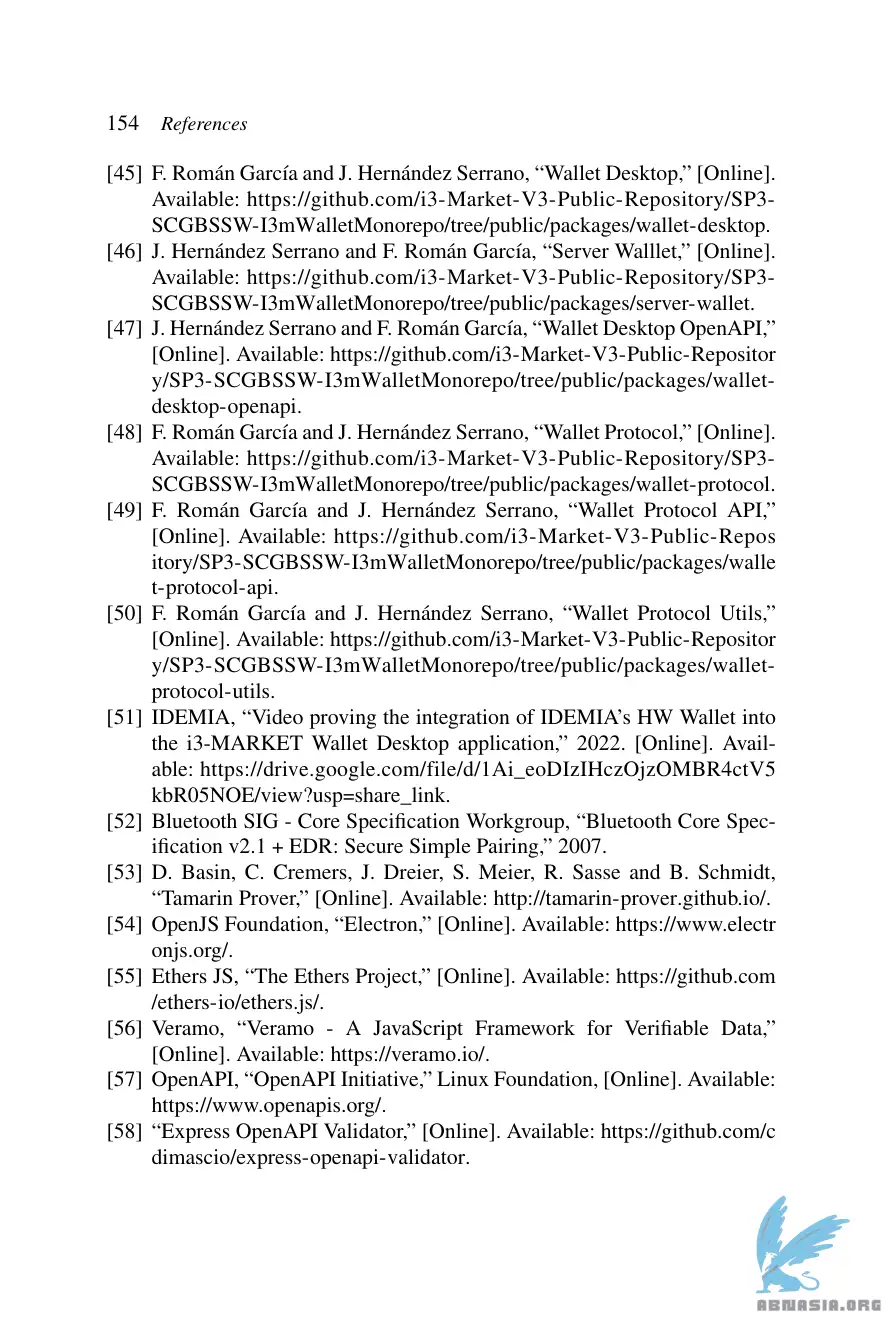 154 References
[45] F. Román García and J. Hernández Serrano, “Wallet Desktop,” [Online].
Available: https://github.com/i3-Market-V3-Public-Repository/SP3-
SCGBSSW-I3mWalletMonorepo/tree/public/packages/wallet-desktop.
[46] J. Hernández Serrano and F. Román García, “Server Walllet,” [Online].
Available: https://github.com/i3-Market-V3-Public-Repository/SP3-
SCGBSSW-I3mWalletMonorepo/tree/public/packages/server-wallet.
[47] J. Hernández Serrano and F. Román García, “Wallet Desktop OpenAPI,”
[Online]. Available: https://github.com/i3-Market-V3-Public-Repositor
y/SP3-SCGBSSW-I3mWalletMonorepo/tree/public/packages/wallet-
desktop-openapi.
[48] F. Román García and J. Hernández Serrano, “Wallet Protocol,” [Online].
Available: https://github.com/i3-Market-V3-Public-Repository/SP3-
SCGBSSW-I3mWalletMonorepo/tree/public/packages/wallet-protocol.
[49] F. Román García and J. Hernández Serrano, “Wallet Protocol API,”
[Online]. Available: https://github.com/i3-Market-V3-Public-Repos
itory/SP3-SCGBSSW-I3mWalletMonorepo/tree/public/packages/walle
t-protocol-api.
[50] F. Román García and J. Hernández Serrano, “Wallet Protocol Utils,”
[Online]. Available: https://github.com/i3-Market-V3-Public-Repositor
y/SP3-SCGBSSW-I3mWalletMonorepo/tree/public/packages/wallet-
protocol-utils.
[51] IDEMIA, “Video proving the integration of IDEMIA’s HW Wallet into
the i3-MARKET Wallet Desktop application,” 2022. [Online]. Avail-
able: https://drive.google.com/file/d/1Ai_eoDIzIHczOjzOMBR4ctV5
kbR05NOE/view?usp=share_link.
[52] Bluetooth SIG - Core Specification Workgroup, “Bluetooth Core Spec-
ification v2.1 + EDR: Secure Simple Pairing,” 2007.
[53] D. Basin, C. Cremers, J. Dreier, S. Meier, R. Sasse and B. Schmidt,
“Tamarin Prover,” [Online]. Available: http://tamarin-prover.github.io/.
[54] OpenJS Foundation, “Electron,” [Online]. Available: https://www.electr
onjs.org/.
[55] Ethers JS, “The Ethers Project,” [Online]. Available: https://github.com
/ethers-io/ethers.js/.
[56] Veramo, “Veramo - A JavaScript Framework for Verifiable Data,”
[Online]. Available: https://veramo.io/.
[57] OpenAPI, “OpenAPI Initiative,” Linux Foundation, [Online]. Available:
https://www.openapis.org/.
[58] “Express OpenAPI Validator,” [Online]. Available: https://github.com/c
dimascio/express-openapi-validator.
ABNASIA.ORG